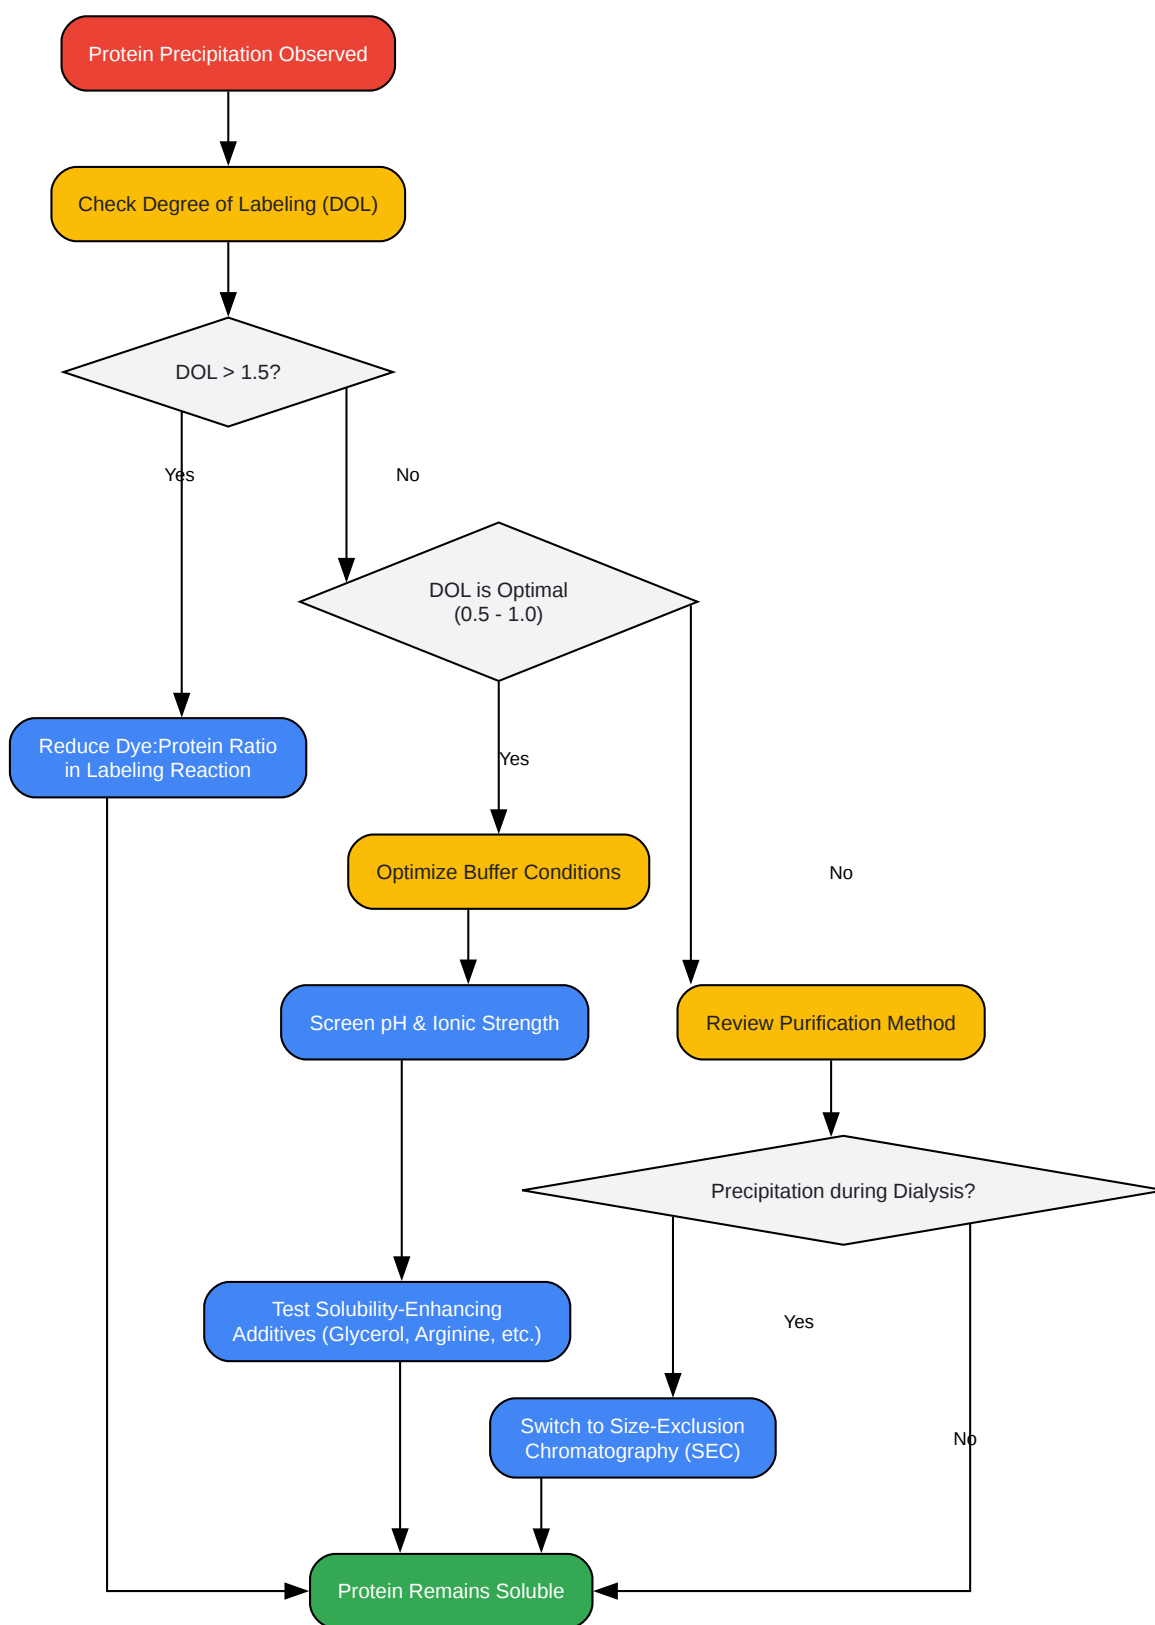 Protein Precipitation Observed
Check Degree of Labeling (DOL)
DOL > 1.5?
Yes
No
DOL is Optimal
(0.5 - 1.0)
Reduce Dye:Protein Ratio
in Labeling Reaction
Yes
Optimize Buffer Conditions
No
Screen pH & Ionic Strength
Review Purification Method
Precipitation during Dialysis?
Test Solubility-Enhancing
Additives (Glycerol, Arginine, etc.)
Yes
Switch to Size-Exclusion
Chromatography (SEC)
No
Protein Remains Soluble